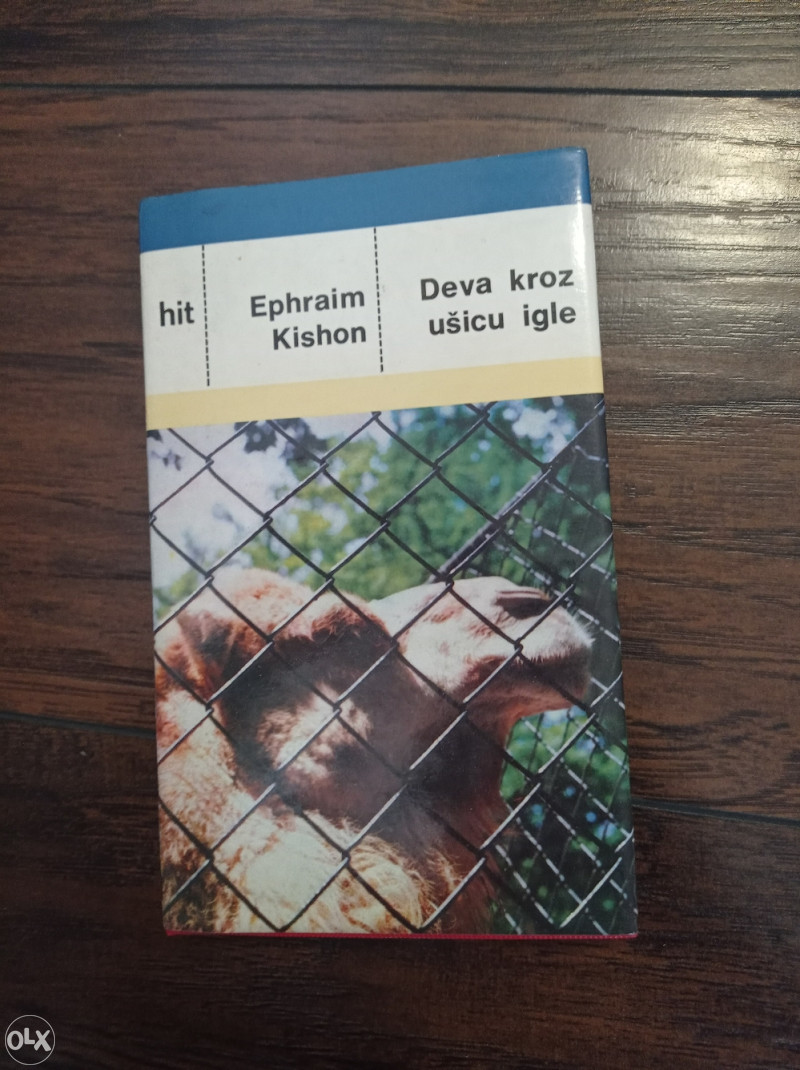 hit
Ephraim
Kishon
Deva kroz
ušicu igle
OLX